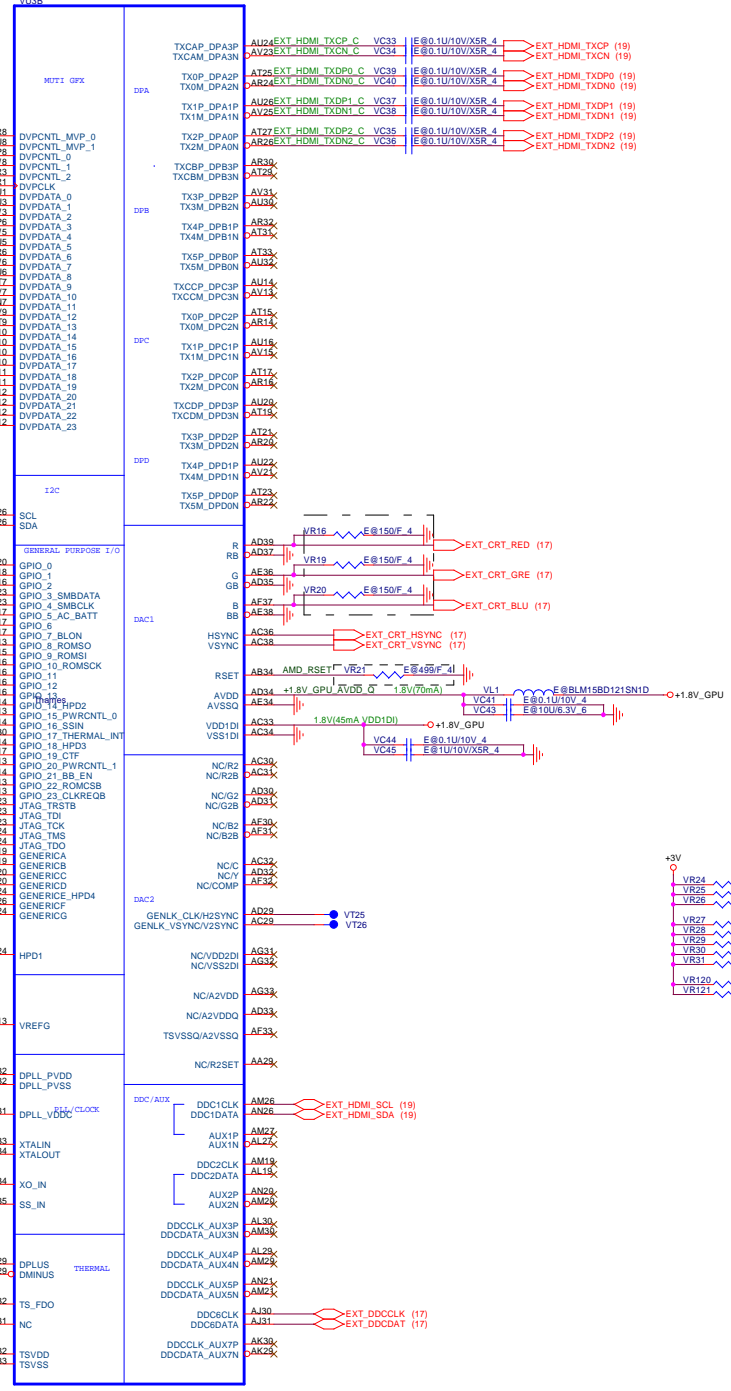 VU3B
MUTI GFX
DPA
TXCAP_DPA3P AU24 EXT_HDMI_TXCP_C VC33 E@0.1U/10V/X5R_4 EXT_HDMI_TXCP (19)
TXCAM_DPA3N AV23 EXT_HDMI_TXCN_C VC34 E@0.1U/10V/X5R_4 EXT_HDMI_TXCN (19)
TX0P_DPA2P AT25 EXT_HDMI_TXDP0_C VC39 E@0.1U/10V/X5R_4 EXT_HDMI_TXDP0 (19)
TX0M_DPA2N AR24 EXT_HDMI_TXDN0_C VC40 E@0.1U/10V/X5R_4 EXT_HDMI_TXDN0 (19)
TX1P_DPA1P AU26 EXT_HDMI_TXDP1_C VC37 E@0.1U/10V/X5R_4 EXT_HDMI_TXDP1 (19)
TX1M_DPA1N AV25 EXT_HDMI_TXDN1_C VC38 E@0.1U/10V/X5R_4 EXT_HDMI_TXDN1 (19)
TX2P_DPA0P AT27 EXT_HDMI_TXDP2_C VC35 E@0.1U/10V/X5R_4 EXT_HDMI_TXDP2 (19)
TX2M_DPA0N AR26 EXT_HDMI_TXDN2_C VC36 E@0.1U/10V/X5R_4 EXT_HDMI_TXDN2 (19)
DVPCNTL_MVP_0
DVPCNTL_MVP_1
DVPCNTL_0
DVPCNTL_1
DVPCNTL_2
DVPCLK
DVPDATA_0
DVPDATA_1
DVPDATA_2
DVPDATA_3
DVPDATA_4
DVPDATA_5
DVPDATA_6
DVPDATA_7
DVPDATA_8
DVPDATA_9
DVPDATA_10
DVPDATA_11
DVPDATA_12
DVPDATA_13
DVPDATA_14
DVPDATA_15
DVPDATA_16
DVPDATA_17
DVPDATA_18
DVPDATA_19
DVPDATA_20
DVPDATA_21
DVPDATA_22
DVPDATA_23
TXCBP_DPB3P AR30
TXCBM_DPB3N AT29
DPB
TX3P_DPB2P AV31
TX3M_DPB2N AU30
TX4P_DPB1P AR32
TX4M_DPB1N AT31
TX5P_DPB0P AT33
TX5M_DPB0N AU32
TXCCP_DPC3P AU14
TXCCM_DPC3N AV13
DPC
TX0P_DPC2P AT15
TX0M_DPC2N AR14
TX1P_DPC1P AU16
TX1M_DPC1N AV15
TX2P_DPC0P AT17
TX2M_DPC0N AR16
TXCDP_DPD3P AU20
TXCDM_DPD3N AT19
TX3P_DPD2P AT21
TX3M_DPD2N AR20
DPD
TX4P_DPD1P AU22
TX4M_DPD1N AV21
TX5P_DPD0P AT23
TX5M_DPD0N AR22
I2C
SCL
SDA
GENERAL PURPOSE I/O
GPIO_0
GPIO_1
GPIO_2
GPIO_3_SMBDATA
GPIO_4_SMBCLK
GPIO_5_AC_BATT
GPIO_6
GPIO_7_BLON
GPIO_8_ROMSO
GPIO_9_ROMSI
GPIO_10_ROMSCK
GPIO_11
GPIO_12
GPIO_13
GPIO_14_HPD2
GPIO_15_PWRCNTL_0
GPIO_16_SSIN
GPIO_17_THERMAL_INT
GPIO_18_HPD3
GPIO_19_CTF
GPIO_20_PWRCNTL_1
GPIO_21_BB_EN
GPIO_22_ROMCSB
GPIO_23_CLKREQB
JTAG_TRSTB
JTAG_TDI
JTAG_TCK
JTAG_TMS
JTAG_TDO
GENERICA
GENERICB
GENERICC
GENERICD
GENERICE_HPD4
GENERICF
GENERICG
HPD1
VREFG
DPLL_PVDD
DPLL_PVSS
DPLL_VDDC
PLL/CLOCK
XTALIN
XTALOUT
XO_IN
SS_IN
THERMAL
DPLUS
DMINUS
TS_FDO
NC
TSVDD
TSVSS
DAC1
VR16 E@150/F_4
R AD39 EXT_CRT_RED (17)
RB AD37
VR19 E@150/F_4
G AE36 EXT_CRT_GRE (17)
GB AD35
VR20 E@150/F_4
B AF37 EXT_CRT_BLU (17)
BB AE38
HSYNC AC36 EXT_CRT_HSYNC (17)
VSYNC AC38 EXT_CRT_VSYNC (17)
RSET AB34 AMD_RSET VR21 E@499/F_4
AVDD AD34 +1.8V_GPU_AVDD_Q 1.8V(70mA) VL1 E@BLM15BD121SN1D +1.8V_GPU
AVSSQ AE34 VC41 E@0.1U/10V_4
VC43 E@10U/6.3V_6
VDD1DI AC33 1.8V(45mA VDD1DI) +1.8V_GPU
VSS1DI AC34
VC44 E@0.1U/10V_4
VC45 E@1U/10V/X5R_4
DAC2
NC/R2 AC30
NC/R2B AC31
NC/G2 AD30
NC/G2B AD31
NC/B2 AF30
NC/B2B AF31
NC/C AC32
NC/Y AD32
NC/COMP AF32
GENLK_CLK/H2SYNC AD29 VT25
GENLK_VSYNC/V2SYNC AC29 VT26
NC/VDD2DI AG31
NC/VSS2DI AG32
NC/A2VDD AG33
NC/A2VDDQ AD33
TSVSSQ/A2VSSQ AF33
NC/R2SET AA29
DDC/AUX
DDC1CLK AM26 EXT_HDMI_SCL (19)
DDC1DATA AN26 EXT_HDMI_SDA (19)
AUX1P AM27
AUX1N AL27
DDC2CLK AM19
DDC2DATA AL19
AUX2P AN20
AUX2N AM20
DDCCLK_AUX3P AL30
DDCDATA_AUX3N AM30
DDCCLK_AUX4P AL29
DDCDATA_AUX4N AM29
DDCCLK_AUX5P AN21
DDCDATA_AUX5N AM21
DDC6CLK AJ30 EXT_DDCCLK (17)
DDC6DATA AJ31 EXT_DDCDAT (17)
DDCCLK_AUX7P AK30
DDCDATA_AUX7N AK29
+3V
VR24
VR25
VR26
VR27
VR28
VR29
VR30
VR31
VR120
VR121